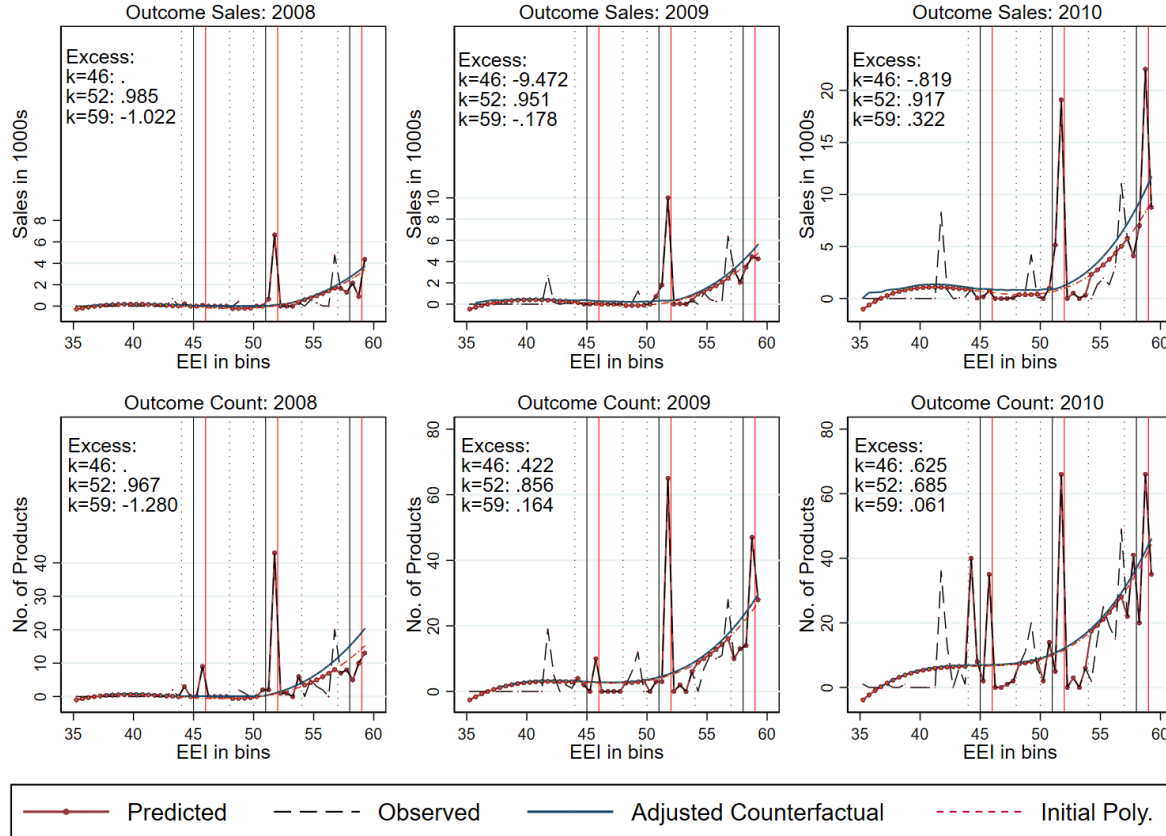 Outcome Sales: 2008
Excess:
k=46: .
k=52: .985
k=59: -1.022
Sales in 1000s
0 2 4 6 8
35 40 45 50 55 60
EEI in bins
Outcome Sales: 2009
Excess:
k=46: -9.472
k=52: .951
k=59: -.178
Sales in 1000s
0 2 4 6 8 10
35 40 45 50 55 60
EEI in bins
Outcome Sales: 2010
Excess:
k=46: -.819
k=52: .917
k=59: .322
Sales in 1000s
0 5 10 15 20
35 40 45 50 55 60
EEI in bins
Outcome Count: 2008
Excess:
k=46: .
k=52: .967
k=59: -1.280
No. of Products
0 10 20 30 40
35 40 45 50 55 60
EEI in bins
Outcome Count: 2009
Excess:
k=46: .422
k=52: .856
k=59: .164
No. of Products
0 20 40 60 80
35 40 45 50 55 60
EEI in bins
Outcome Count: 2010
Excess:
k=46: .625
k=52: .685
k=59: .061
No. of Products
0 20 40 60 80
35 40 45 50 55 60
EEI in bins
Predicted Observed Adjusted Counterfactual Initial Poly.